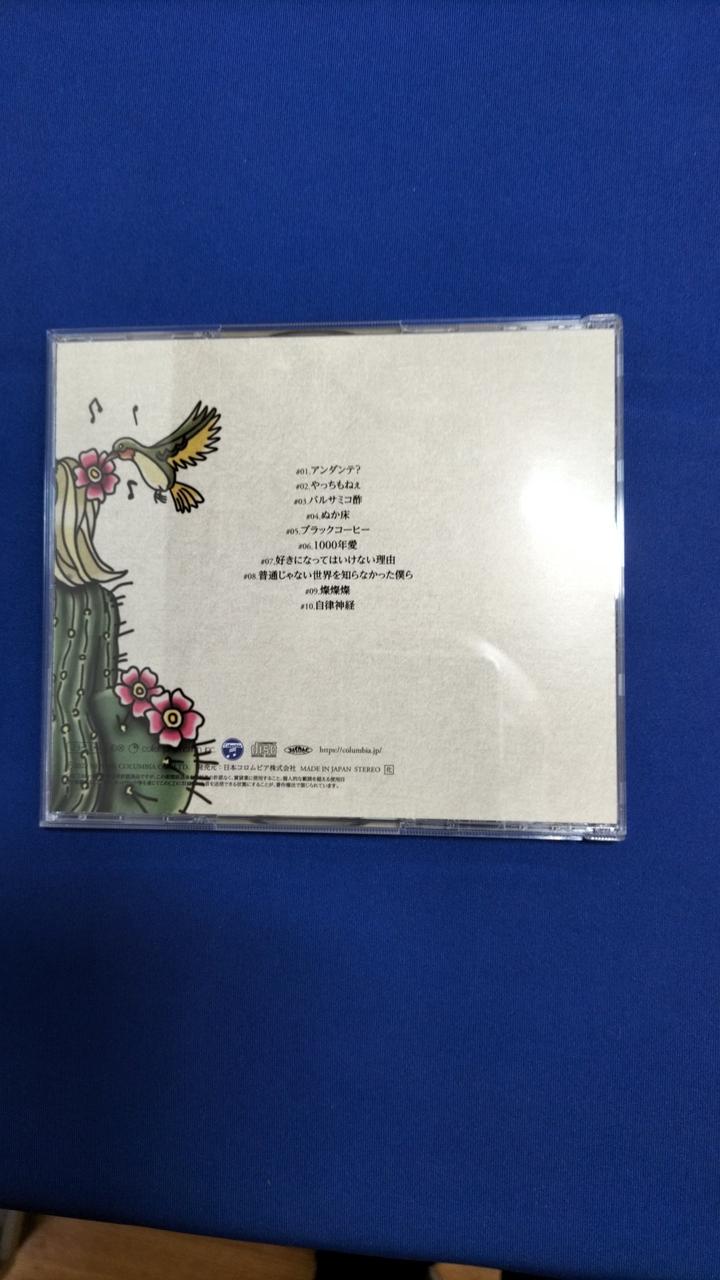 #01.アンダンテ?
#02.やっちもねぇ
#03.バルサミコ酢
#04.ぬか床
#05.ブラックコーヒー
#06.1000年愛
#07.好きになってはいけない理由
#08.普通じゃない世界を知らなかった僕ら
#09.燦燦燦
#10.自律神経
https://columbia.jp/
COLUMBIA 発売元:日本コロムビア株式会社 MADE IN JAPAN STEREO